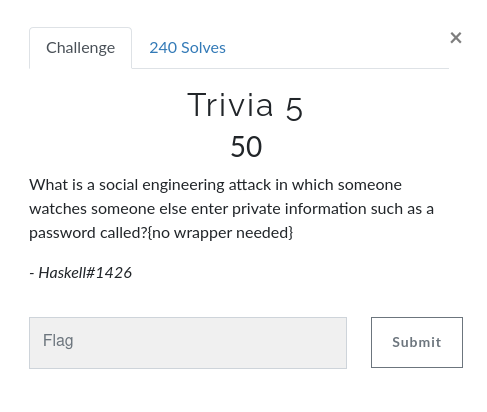 Challenge 240 Solves ×
Trivia 5
50
What is a social engineering attack in which someone
watches someone else enter private information such as a
password called?{no wrapper needed}
- Haskell#1426
Flag Submit